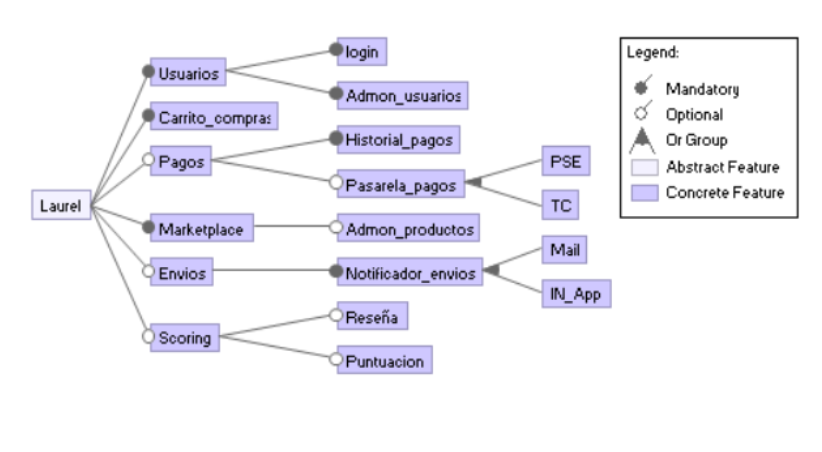 Laurel
Usuarios
login
Admon_usuarios
Carrito_compras
Pagos
Historial_pagos
Pasarela_pagos
PSE
TC
Marketplace
Admon_productos
Envios
Notificador_envios
Mail
IN_App
Scoring
Reseña
Puntuacion
Legend:
Mandatory
Optional
Or Group
Abstract Feature
Concrete Feature